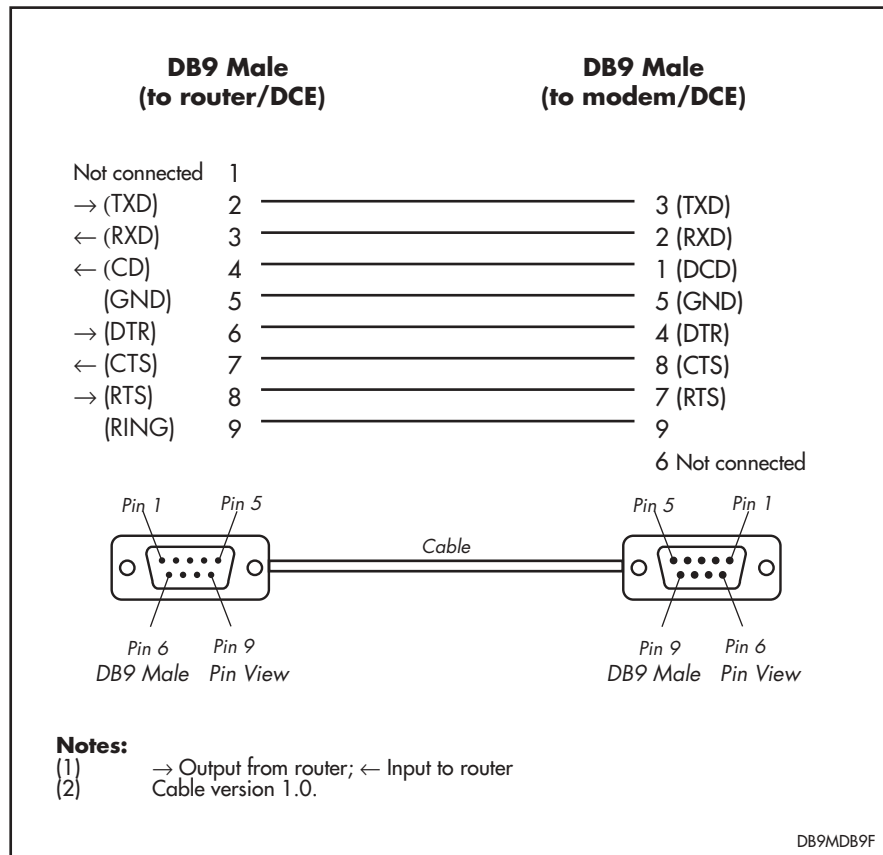 DB9 Male DB9 Male
(to router/DCE) (to modem/DCE)
Not connected 1
→ (TXD) 2 3 (TXD)
← (RXD) 3 2 (RXD)
← (CD) 4 1 (DCD)
(GND) 5 5 (GND)
→ (DTR) 6 4 (DTR)
← (CTS) 7 8 (CTS)
→ (RTS) 8 7 (RTS)
(RING) 9 9
6 Not connected
Pin 1 Pin 5 Pin 5 Pin 1
Cable
Pin 6 Pin 9 Pin 9 Pin 6
DB9 Male Pin View DB9 Male Pin View
Notes:
(1) → Output from router; ← Input to router
(2) Cable version 1.0.
DB9MDB9F